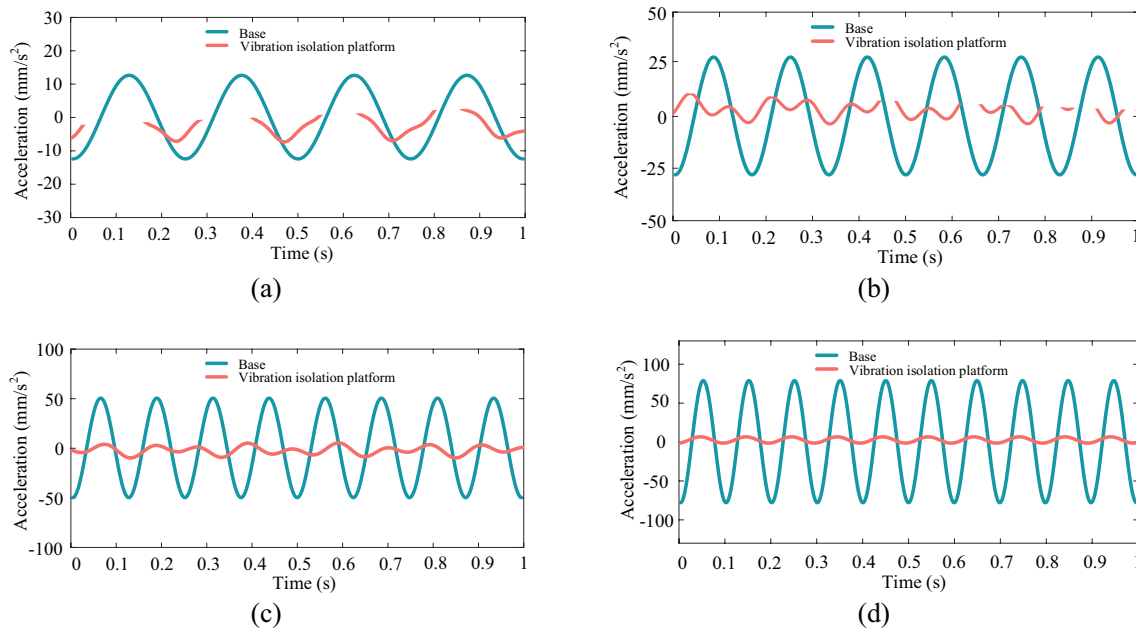 30
20
10
0
-10
-20
-30
Acceleration (mm/s²)
Base
Vibration isolation platform
0 0.1 0.2 0.3 0.4 0.5 0.6 0.7 0.8 0.9 1
Time (s)
(a)
50
25
0
-25
-50
Acceleration (mm/s²)
Base
Vibration isolation platform
0 0.1 0.2 0.3 0.4 0.5 0.6 0.7 0.8 0.9 1
Time (s)
(b)
100
50
0
-50
-100
Acceleration (mm/s²)
Base
Vibration isolation platform
0 0.1 0.2 0.3 0.4 0.5 0.6 0.7 0.8 0.9 1
Time (s)
(c)
100
50
0
-50
-100
Acceleration (mm/s²)
Base
Vibration isolation platform
0 0.1 0.2 0.3 0.4 0.5 0.6 0.7 0.8 0.9 1
Time (s)
(d)